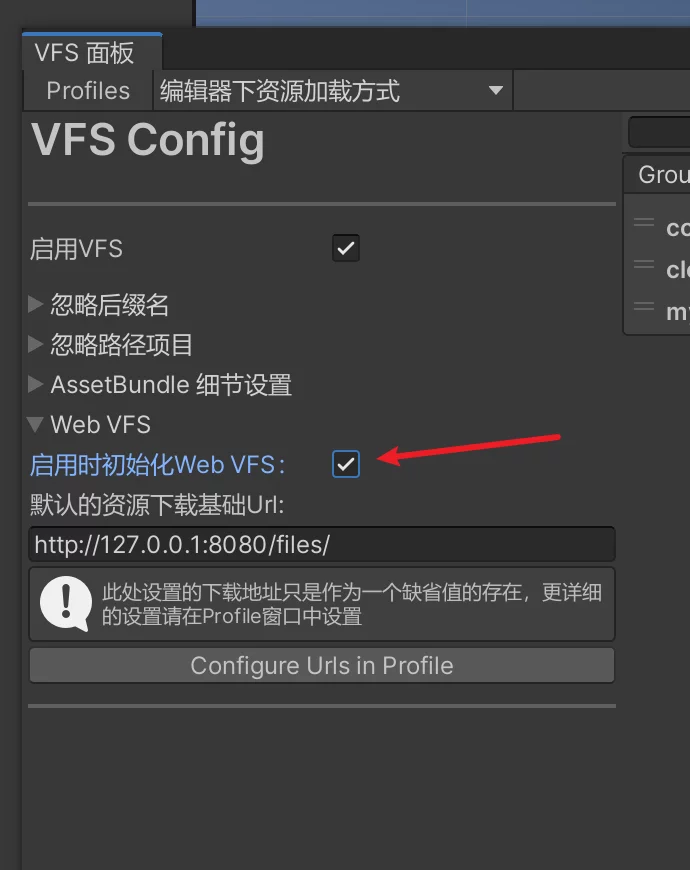 VFS 面板
Profiles
编辑器下资源加载方式
VFS Config
启用VFS
忽略后缀名
忽略路径项目
AssetBundle 细节设置
Web VFS
启用时初始化Web VFS：
默认的资源下载基础Url:
http://127.0.0.1:8080/files/
此处设置的下载地址只是作为一个缺省值的存在，更详细
的设置请在Profile窗口中设置
Configure Urls in Profile